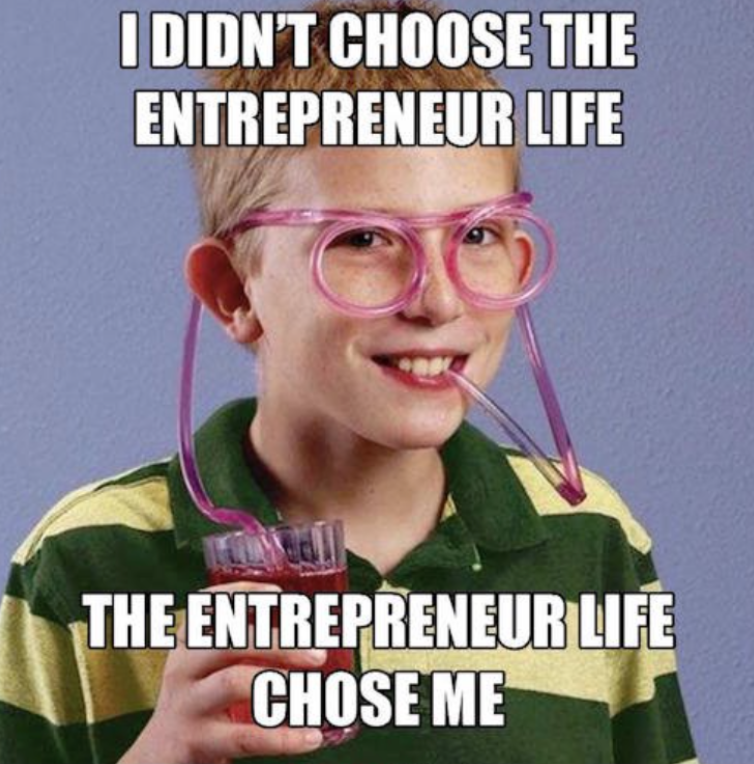 I DIDN'T CHOOSE THE
ENTREPRENEUR LIFE
THE ENTREPRENEUR LIFE
CHOSE ME